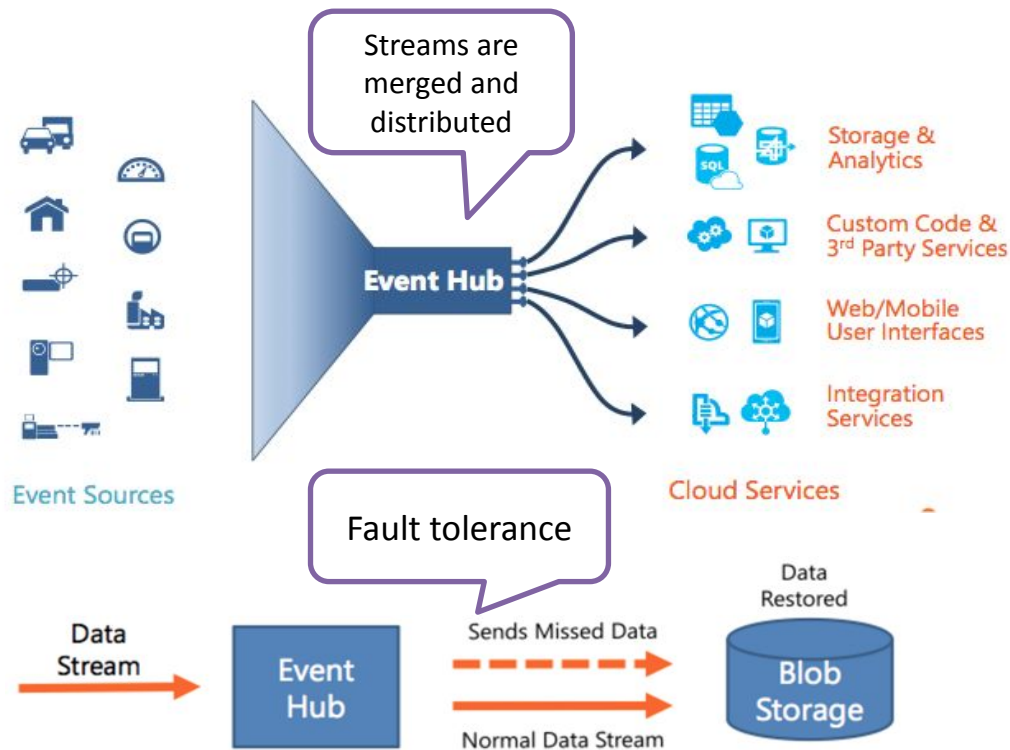 Streams are
merged and
distributed
Storage &
Analytics
SQL
Custom Code &
3rd Party Services
Event Hub
Web/Mobile
User Interfaces
Integration
Services
Event Sources
Cloud Services
Fault tolerance
Data
Restored
Data
Stream
Sends Missed Data
Event
Hub
Blob
Storage
Normal Data Stream